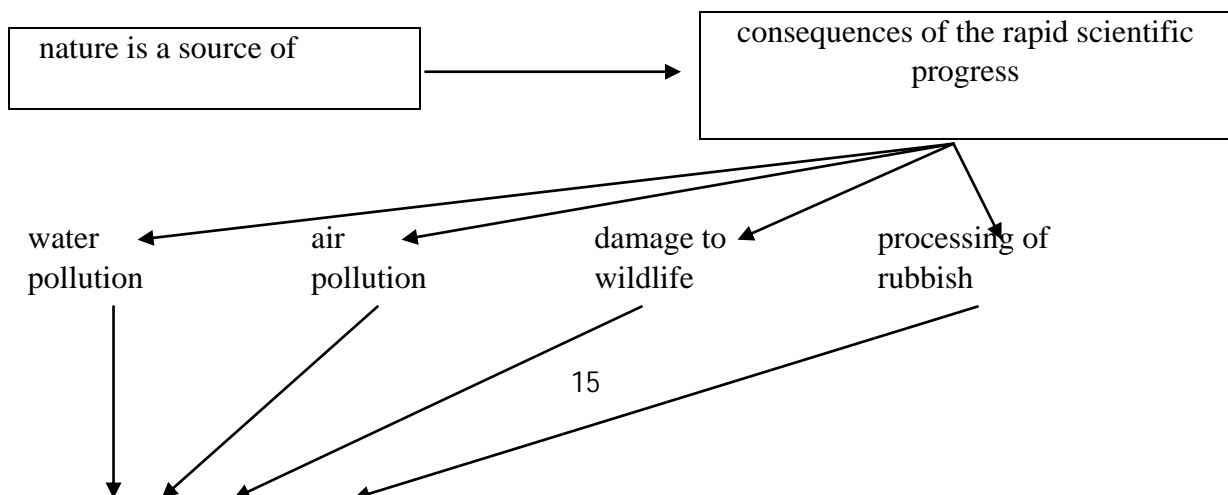 nature is a source of
consequences of the rapid scientific
progress
water
pollution
air
pollution
damage to
wildlife
processing of
rubbish
15